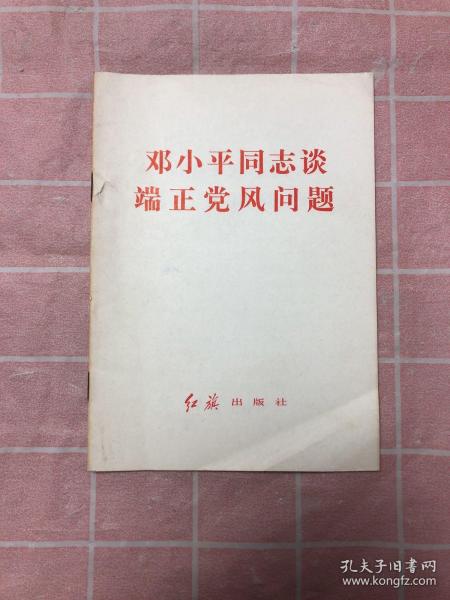 邓小平同志谈
端正党风问题
红旗 出版社
孔夫子旧书网
www.kongfz.com